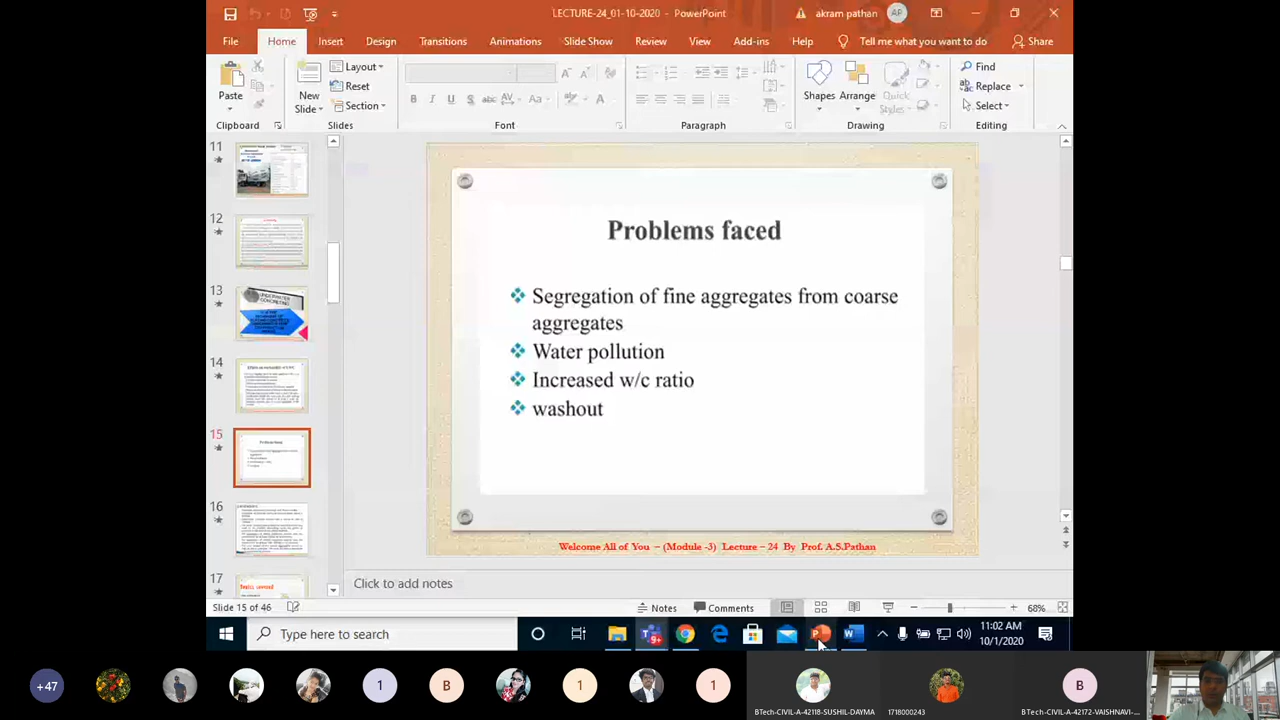 LECTURE-24_01-10-2020 - PowerPoint
akram pathan
AP
File
Home
Insert
Design
Transitions
Animations
Slide Show
Review
View
Add-ins
Help
Tell me what you want to do
Share
Paste
New
Slide
Layout
Reset
Section
Shapes
Arrange
Quick
Styles
Find
Replace
Select
Clipboard
Slides
Font
Paragraph
Drawing
Editing
11
12
13
14
15
16
17
Problems faced
Segregation of fine aggregates from coarse
aggregates
Water pollution
Increased w/c ratio
washout
Welcome All of You – (Module
Lecture – 24 By Prof. A.S.Pathan
Click to add notes
Slide 15 of 46
Notes
Comments
68%
Type here to search
9+
11:02 AM
10/1/2020
+47
1
B
1
1
B
BTech-CIVIL-A-42118-SUSHIL-DAYMA
1718000243
BTech-CIVIL-A-42172-VAISHNAVI-...